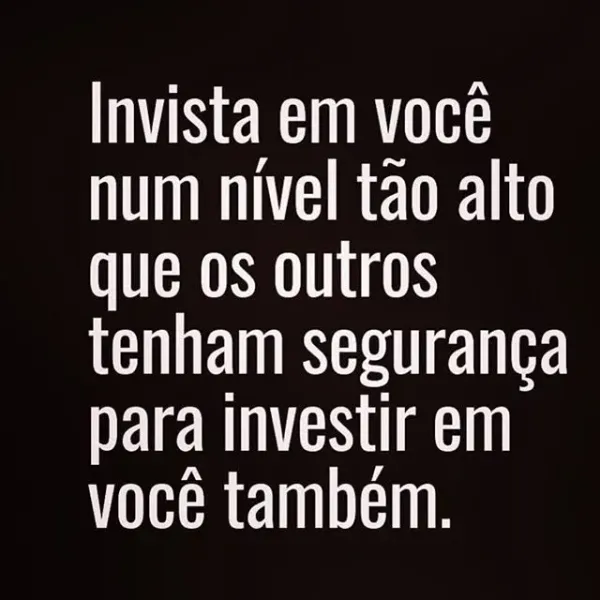 Invista em você
num nível tão alto
que os outros
tenham segurança
para investir em
você também.